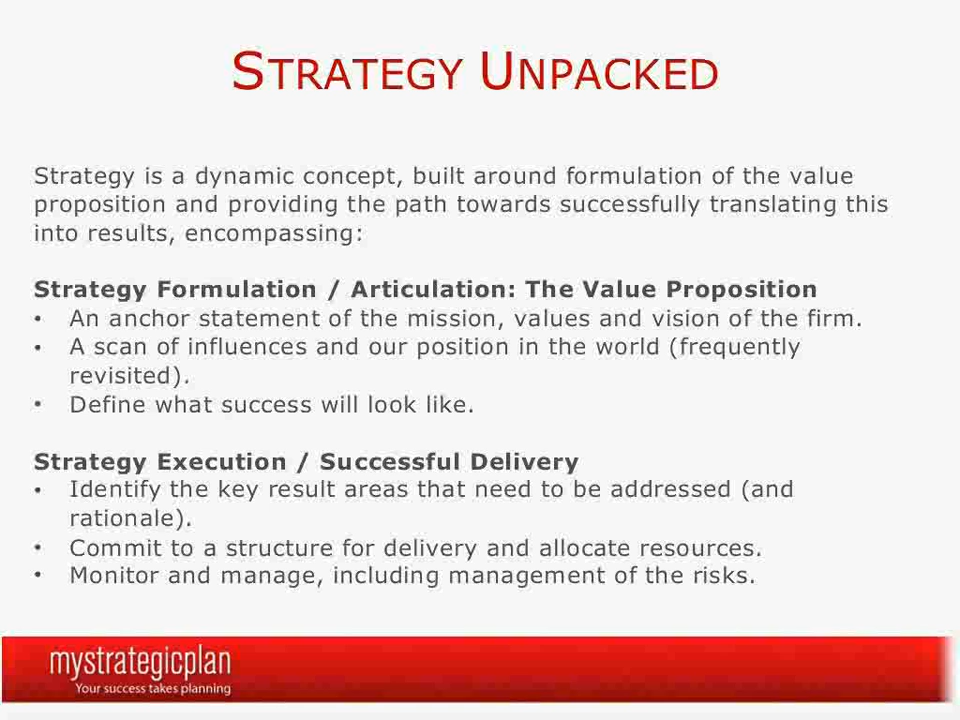 STRATEGY UNPACKED
Strategy is a dynamic concept, built around formulation of the value
proposition and providing the path towards successfully translating this
into results, encompassing:
Strategy Formulation / Articulation: The Value Proposition
• An anchor statement of the mission, values and vision of the firm.
• A scan of influences and our position in the world (frequently
revisited).
• Define what success will look like.
Strategy Execution / Successful Delivery
• Identify the key result areas that need to be addressed (and
rationale).
• Commit to a structure for delivery and allocate resources.
• Monitor and manage, including management of the risks.
mystrategicplan
Your success takes planning